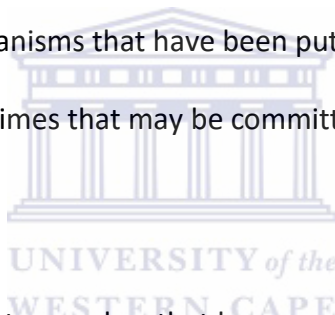 anisms that have been put
imes that may be committ
UNIVERSITY of the
WESTERN CAPE